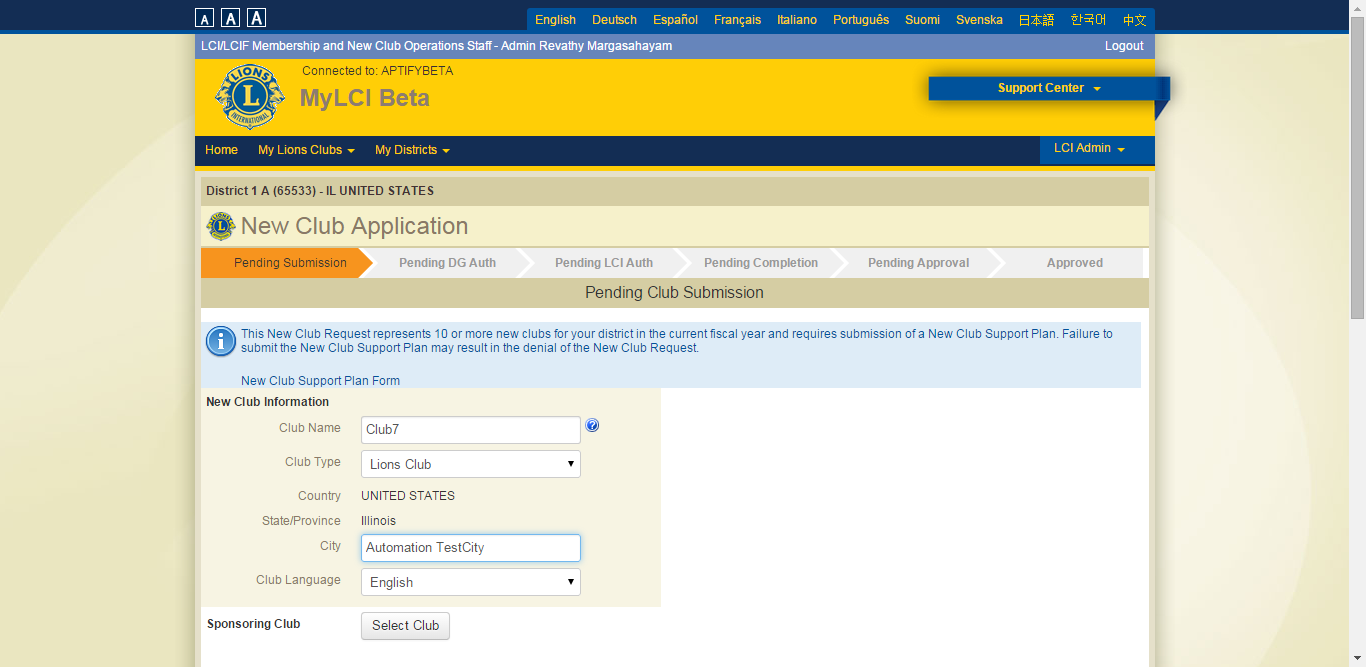 A A A English Deutsch Español Français Italiano Português Suomi Svenska 日本語 한국어 中文
LCI/LCIF Membership and New Club Operations Staff - Admin Revathy Margasahayam Logout
LIONS
L
INTERNATIONAL
Connected to: APTIFYBETA
MyLCI Beta
Support Center
Home My Lions Clubs My Districts LCI Admin
District 1 A (65533) - IL UNITED STATES
LIONS
L
New Club Application
Pending Submission Pending DG Auth Pending LCI Auth Pending Completion Pending Approval Approved
Pending Club Submission
This New Club Request represents 10 or more new clubs for your district in the current fiscal year and requires submission of a New Club Support Plan. Failure to
submit the New Club Support Plan may result in the denial of the New Club Request.
New Club Support Plan Form
New Club Information
Club Name Club7
Club Type Lions Club
Country UNITED STATES
State/Province Illinois
City Automation TestCity
Club Language English
Sponsoring Club Select Club